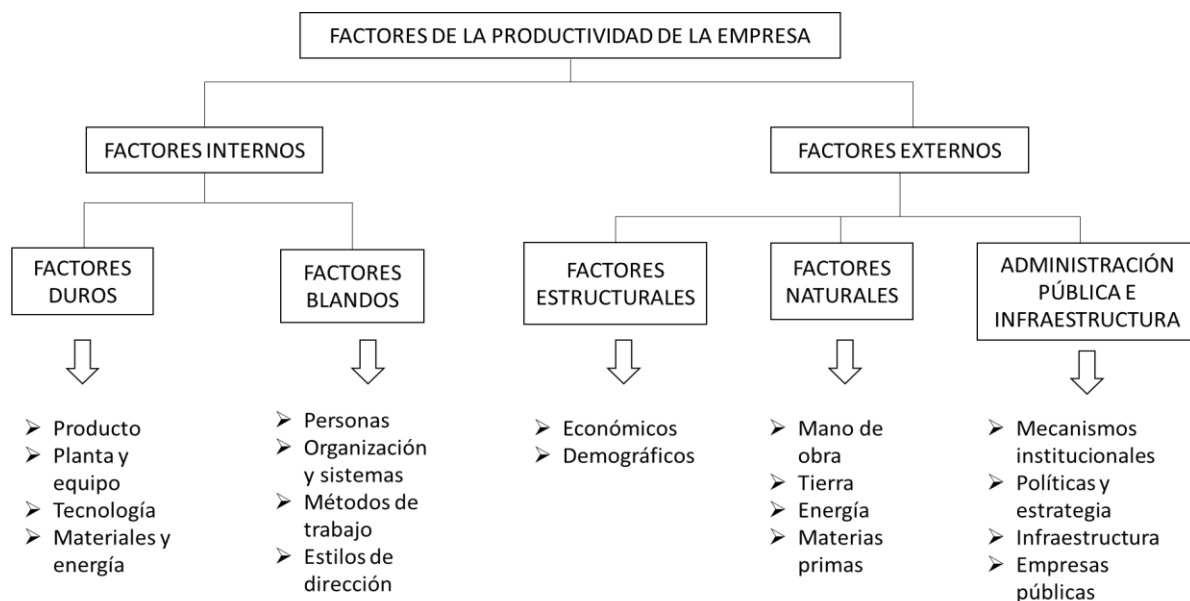 FACTORES DE LA PRODUCTIVIDAD DE LA EMPRESA
FACTORES INTERNOS
FACTORES EXTERNOS
FACTORES
DUROS
FACTORES
BLANDOS
FACTORES
ESTRUCTURALES
FACTORES
NATURALES
ADMINISTRACIÓN
PÚBLICA E
INFRAESTRUCTURA
Producto
Planta y
equipo
Tecnología
Materiales y
energía
Personas
Organización
y sistemas
Métodos de
trabajo
Estilos de
dirección
Económicos
Demográficos
Mano de
obra
Tierra
Energía
Materias
primas
Mecanismos
institucionales
Políticas y
estrategia
Infraestructura
Empresas
públicas